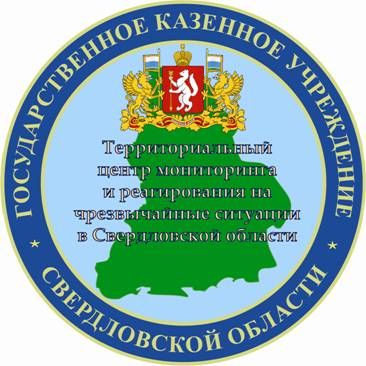 ГОСУДАРСТВЕННОЕ КАЗЕННОЕ УЧРЕЖДЕНИЕ
Территориальный
центр мониторинга
и реагирования на
чрезвычайные ситуации
в Свердловской области
* СВЕРДЛОВСКОЙ ОБЛАСТИ *